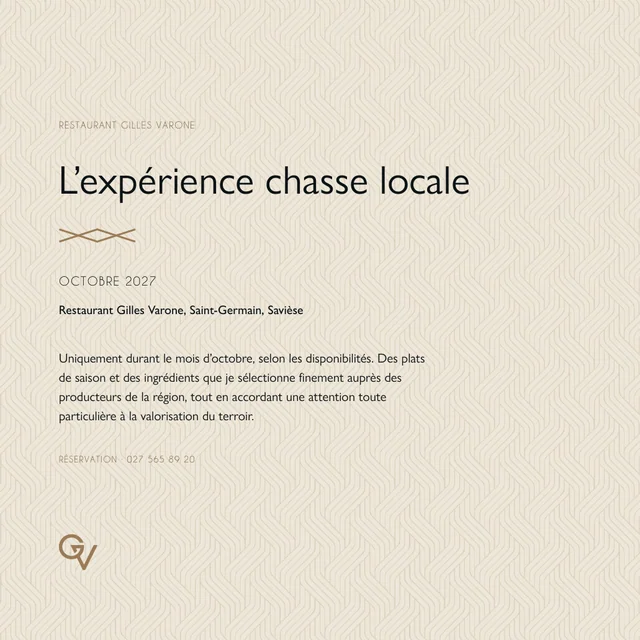 RESTAURANT GILLES VARONE
L’expérience chasse locale
OCTOBRE 2027
Restaurant Gilles Varone, Saint-Germain, Savièse
Uniquement durant le mois d’octobre, selon les disponibilités. Des plats
de saison et des ingrédients que je sélectionne finement auprès des
producteurs de la région, tout en accordant une attention toute
particulière à la valorisation du terroir.
RÉSERVATION · 027 565 89 20
GV